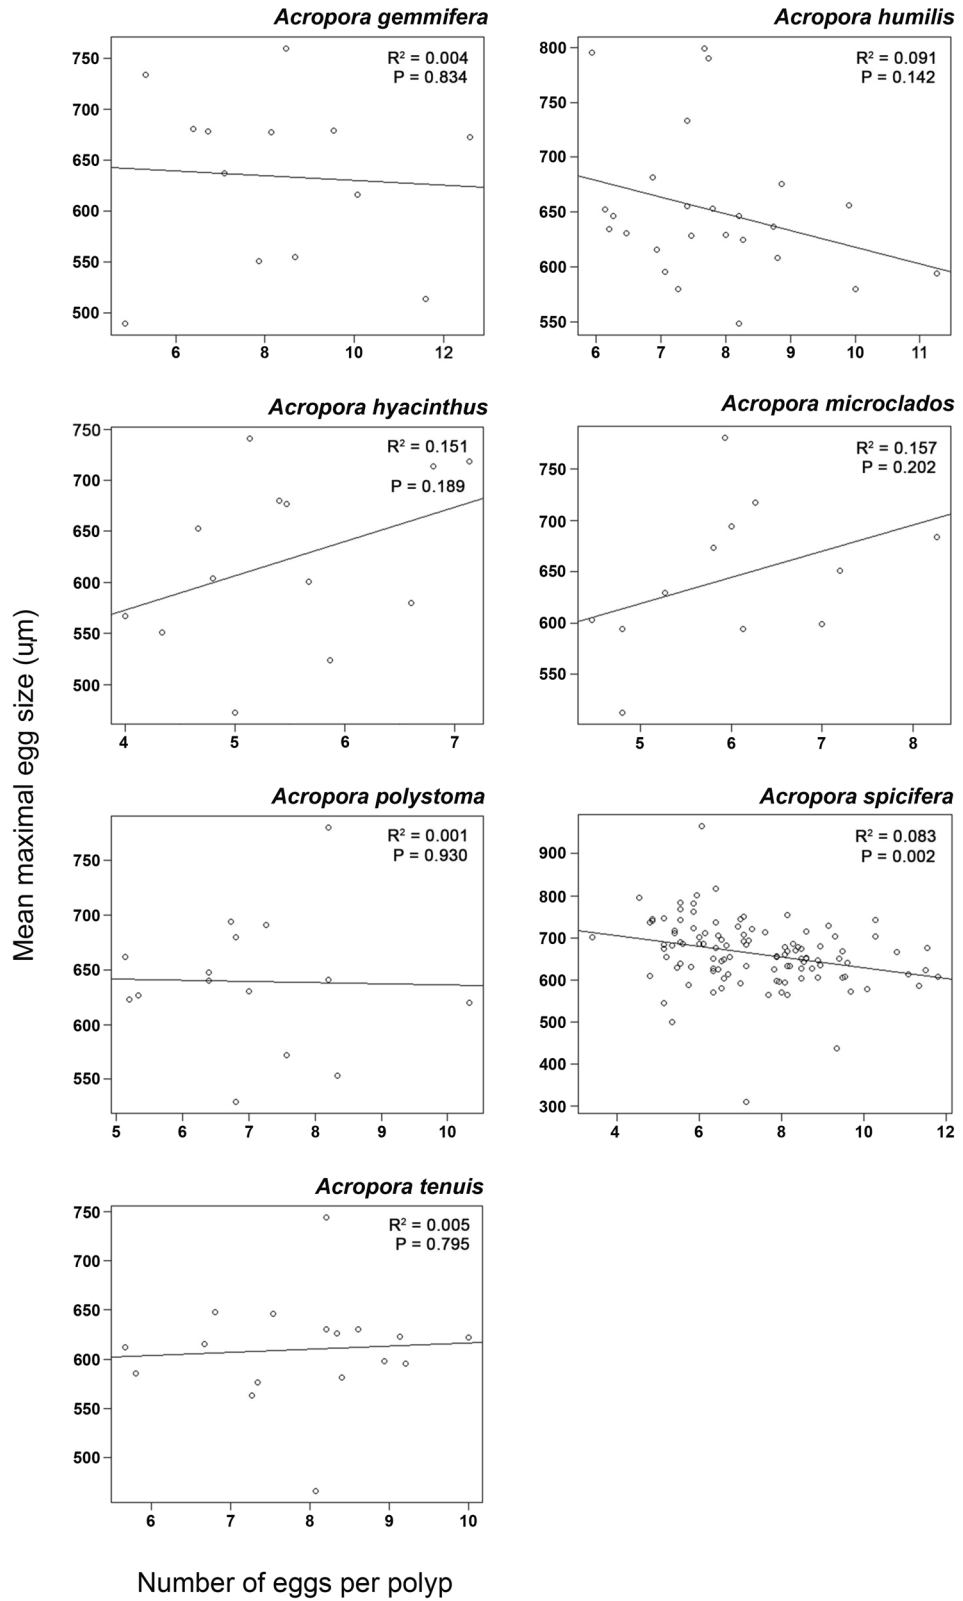 Acropora gemmifera
R² = 0.004
P = 0.834
750
700
650
600
550
500
6 8 10 12
Acropora humilis
R² = 0.091
P = 0.142
800
750
700
650
600
550
6 7 8 9 10 11
Acropora hyacinthus
R² = 0.151
P = 0.189
750
700
650
600
550
500
4 5 6 7
Acropora microclados
R² = 0.157
P = 0.202
750
700
650
600
550
5 6 7 8
Mean maximal egg size (um)
Acropora polystoma
R² = 0.001
P = 0.930
750
700
650
600
550
5 6 7 8 9 10
Acropora spicifera
R² = 0.083
P = 0.002
900
800
700
600
500
400
300
4 6 8 10 12
Acropora tenuis
R² = 0.005
P = 0.795
750
700
650
600
550
500
6 7 8 9 10
Number of eggs per polyp